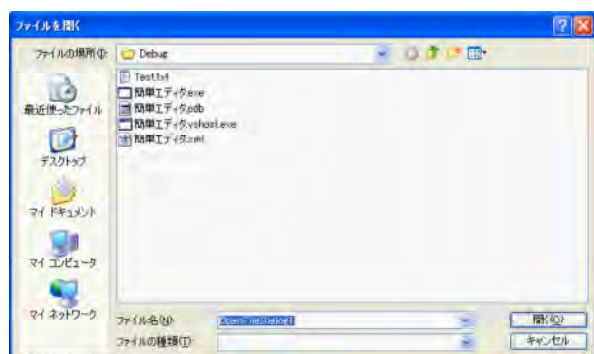 ファイルを開く
ファイルの場所(I):
Debug
Test.txt
簡単エディタ.exe
簡単エディタ.pdb
簡単エディタ.vshost.exe
簡単エディタ.xml
最近使ったファイル
デスクトップ
マイ ドキュメント
マイ コンピュータ
マイ ネットワーク
ファイル名(N):
OpenFileDialog1
開く(O)
ファイルの種類(T):
キャンセル